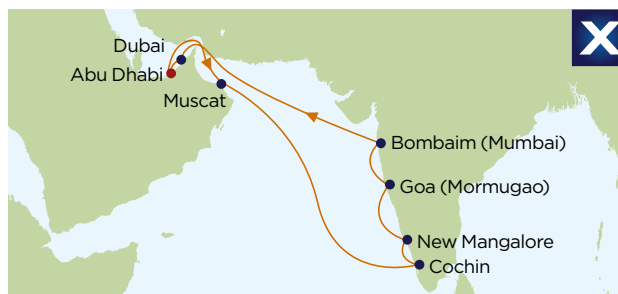 Dubai
X
Abu Dhabi
Muscat
Bombaim (Mumbai)
Goa (Mormugao)
New Mangalore
Cochin